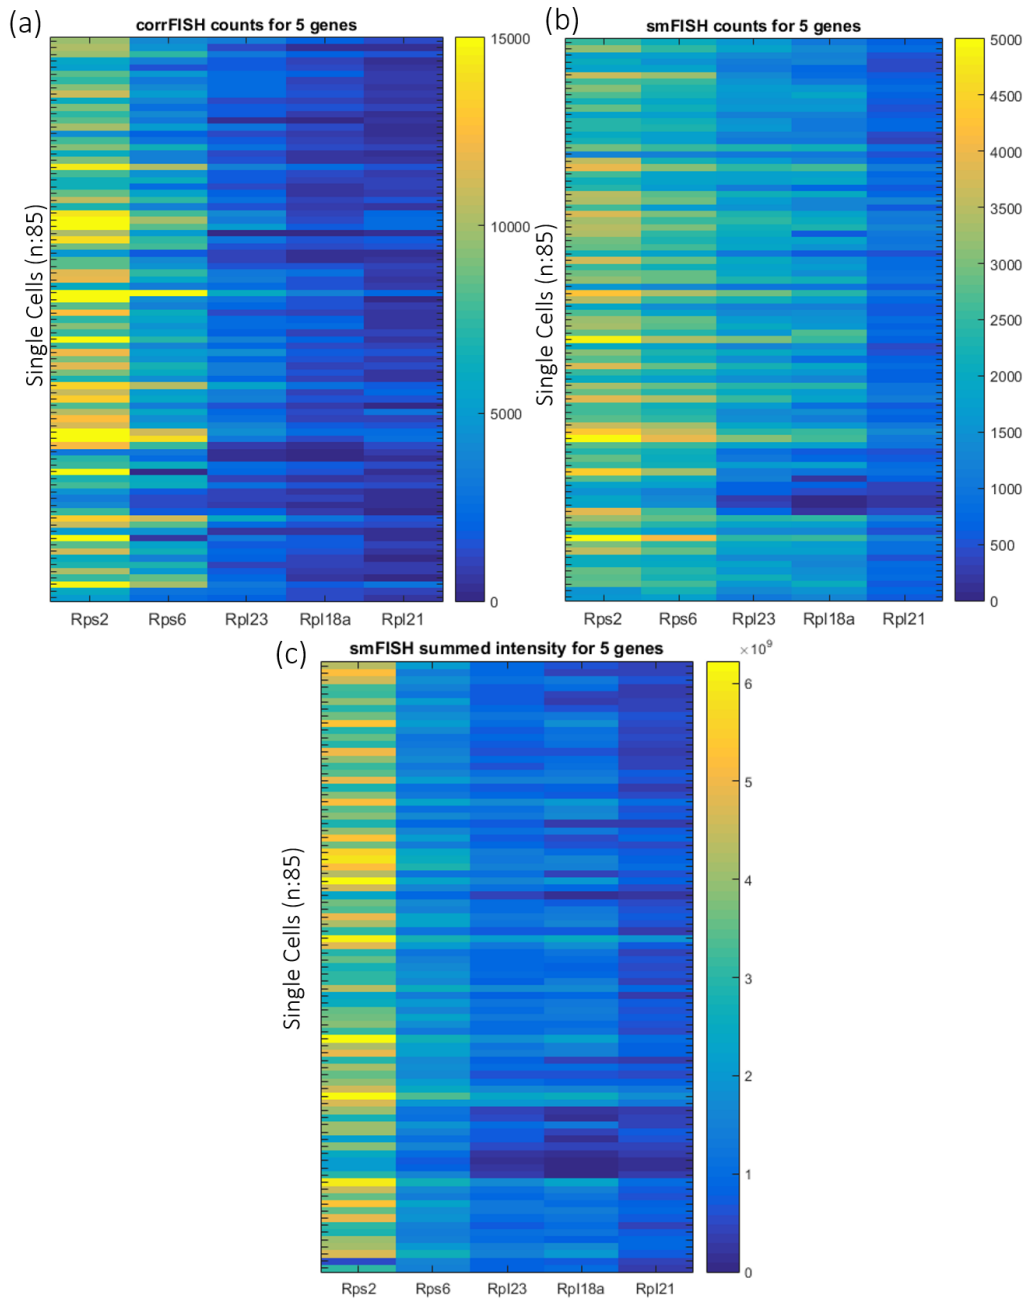 (a)
corrFISH counts for 5 genes
Single Cells (n:85)
15000
10000
5000
0
Rps2 Rps6 Rpl23 Rpl18a Rpl21
(b)
smFISH counts for 5 genes
Single Cells (n:85)
5000
4500
4000
3500
3000
2500
2000
1500
1000
500
0
Rps2 Rps6 Rpl23 Rpl18a Rpl21
(c)
smFISH summed intensity for 5 genes
Single Cells (n:85)
×10⁹
6
5
4
3
2
1
0
Rps2 Rps6 Rpl23 Rpl18a Rpl21